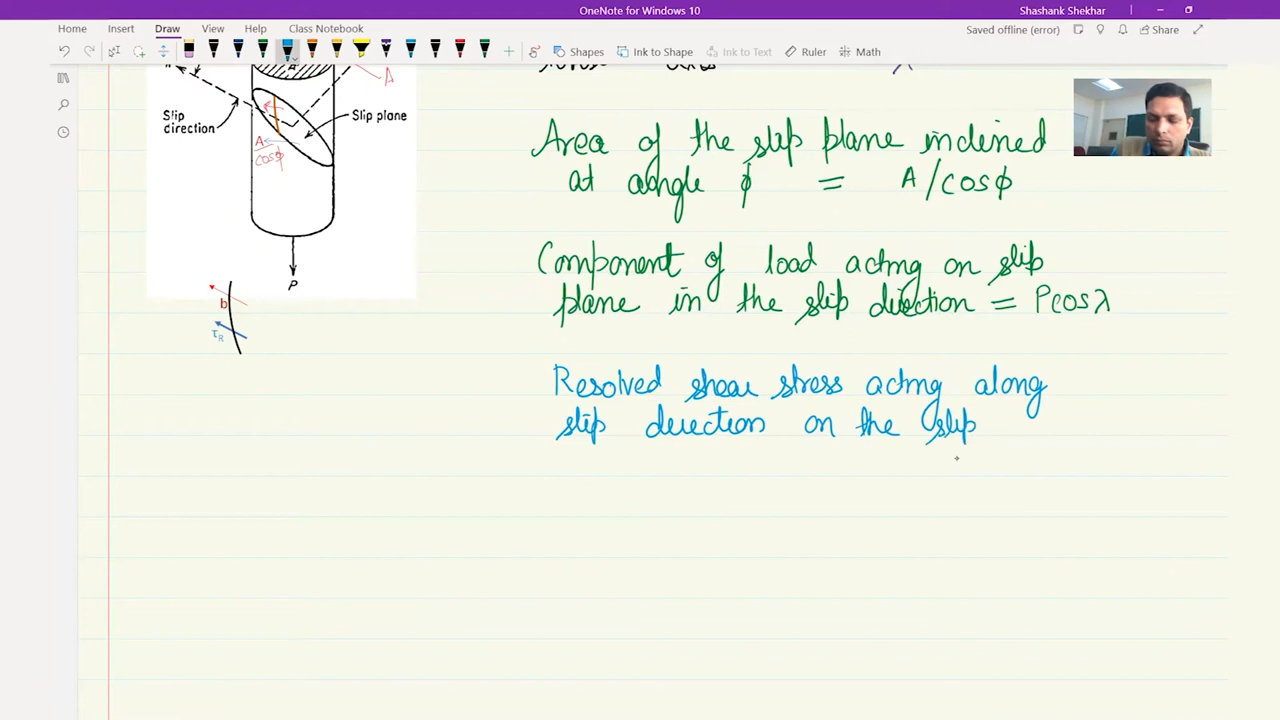 OneNote for Windows 10
Shashank Shekhar
Home Insert Draw View Help Class Notebook
Saved offline (error) Share
Shapes Ink to Shape Ink to Text Ruler Math
A
Slip direction
Slip plane
A
cosϕ
P
b
τR
λ
Area of the slip plane inclined
at angle ϕ = A/cosϕ
Component of load acting on slip
plane in the slip direction = Pcosλ
Resolved shear stress acting along
slip direction on the slip